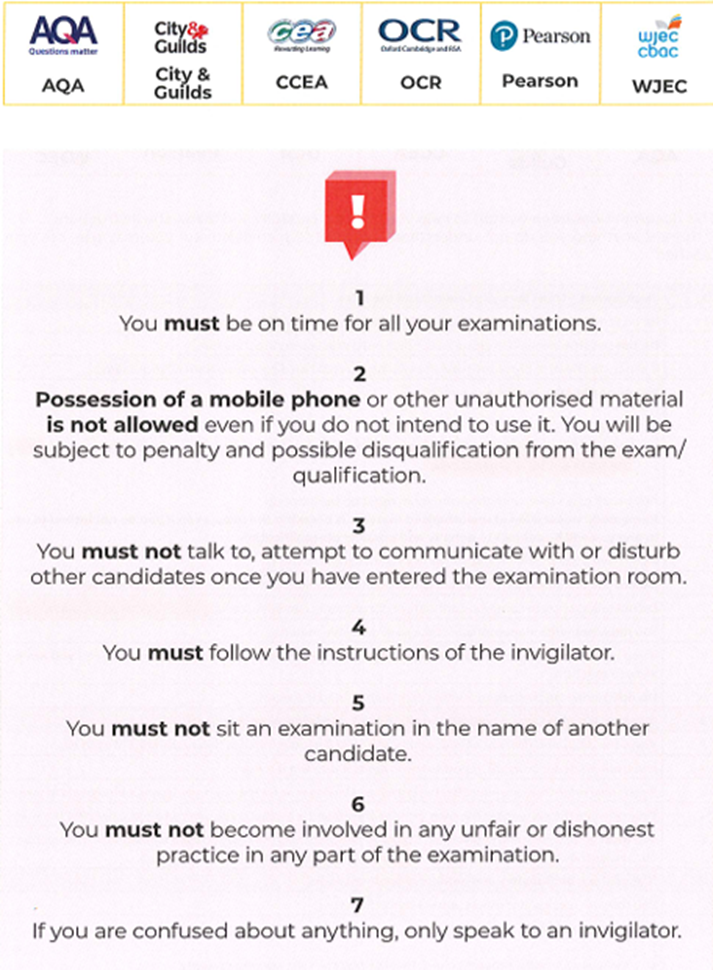 AQA
Questions matter
City&
Guilds
cea
Rewarding Learning
OCR
Oxford Cambridge and RSA
Pearson
wjec
cbac
AQA
City &
Guilds
CCEA
OCR
Pearson
WJEC
!
1
You must be on time for all your examinations.
2
Possession of a mobile phone or other unauthorised material
is not allowed even if you do not intend to use it. You will be
subject to penalty and possible disqualification from the exam/
qualification.
3
You must not talk to, attempt to communicate with or disturb
other candidates once you have entered the examination room.
4
You must follow the instructions of the invigilator.
5
You must not sit an examination in the name of another
candidate.
6
You must not become involved in any unfair or dishonest
practice in any part of the examination.
7
If you are confused about anything, only speak to an invigilator.